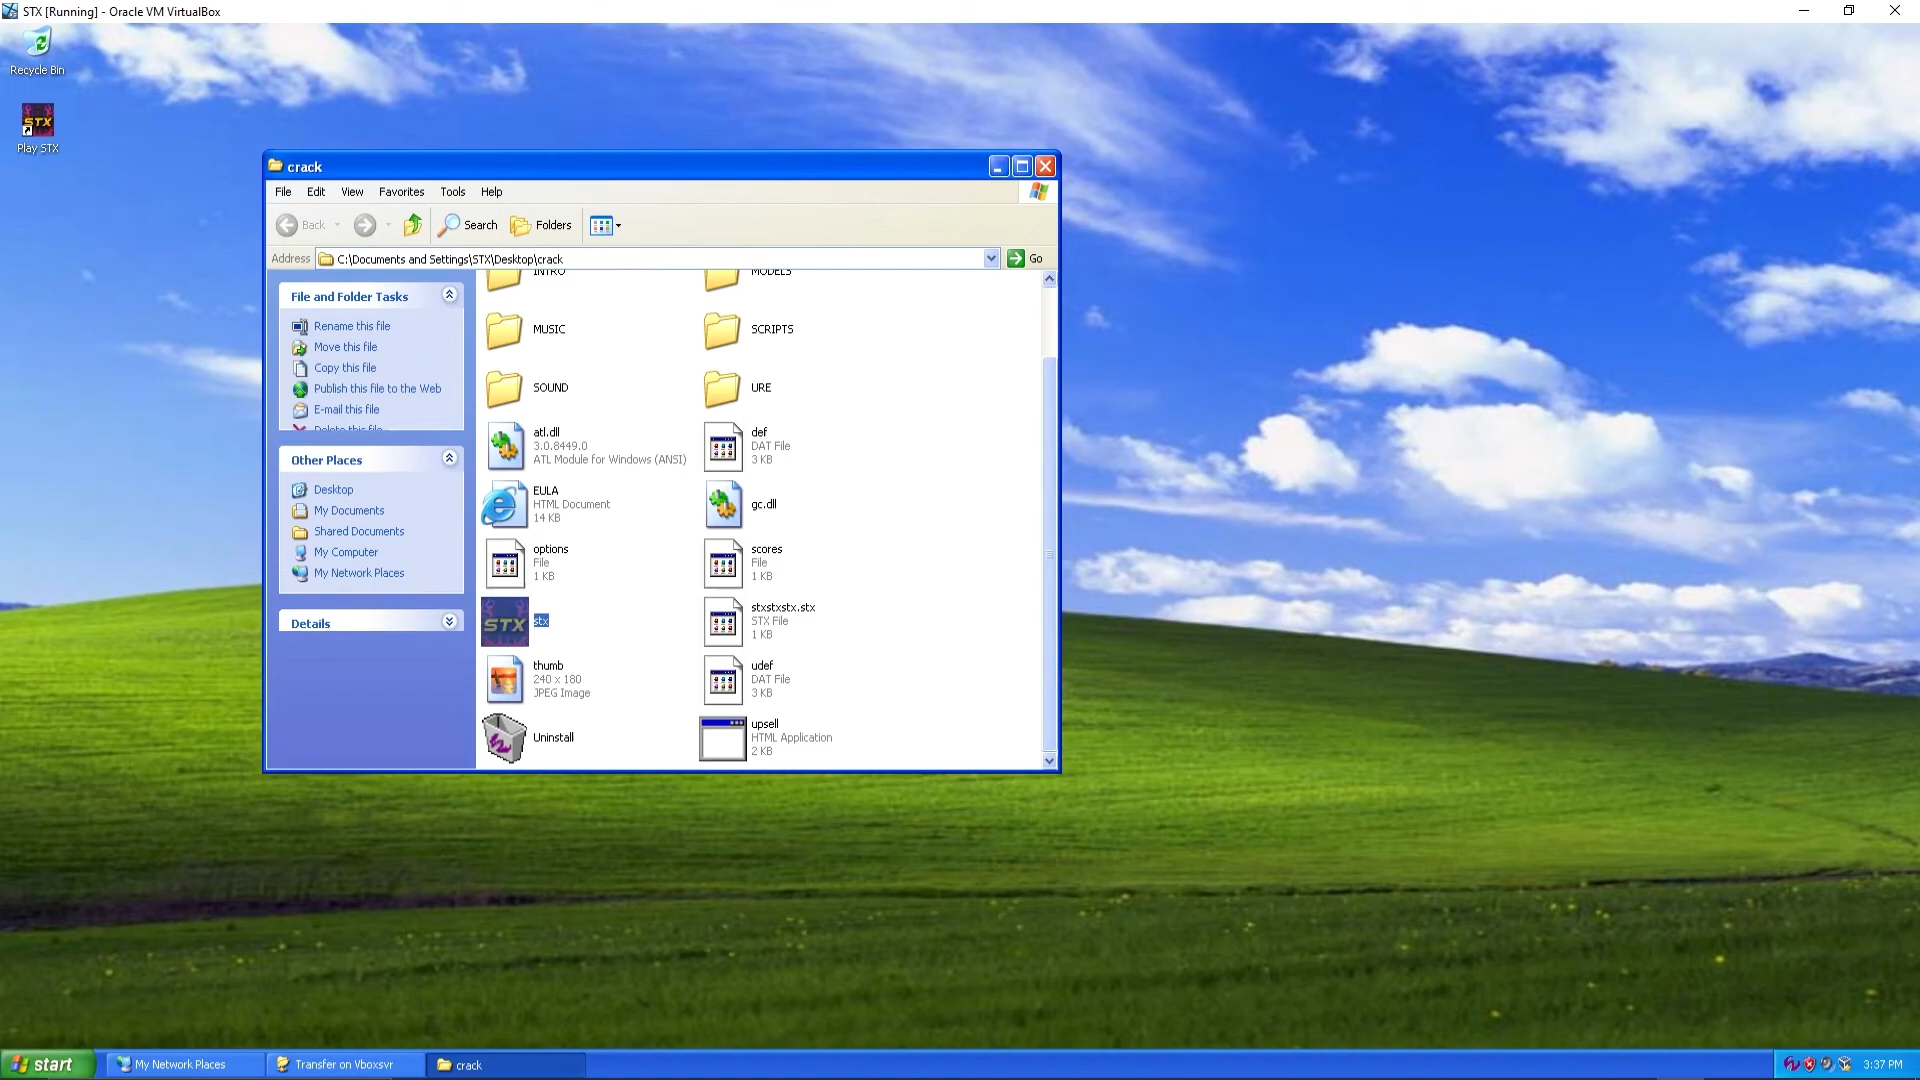 STX [Running] - Oracle VM VirtualBox
Recycle Bin
STX
Play STX
crack
File Edit View Favorites Tools Help
Back Search Folders
Address C:\Documents and Settings\STX\Desktop\crack Go
File and Folder Tasks
Rename this file
Move this file
Copy this file
Publish this file to the Web
E-mail this file
Delete this file
Other Places
Desktop
My Documents
Shared Documents
My Computer
My Network Places
Details
INTRO
MODELS
MUSIC
SCRIPTS
SOUND
URE
atl.dll
3.0.8449.0
ATL Module for Windows (ANSI)
def
DAT File
3 KB
EULA
HTML Document
14 KB
gc.dll
options
File
1 KB
scores
File
1 KB
STX
stx
stxstxstx.stx
STX File
1 KB
thumb
240 x 180
JPEG Image
udef
DAT File
3 KB
Uninstall
upsell
HTML Application
2 KB
start My Network Places Transfer on Vboxsvr crack 3:37 PM